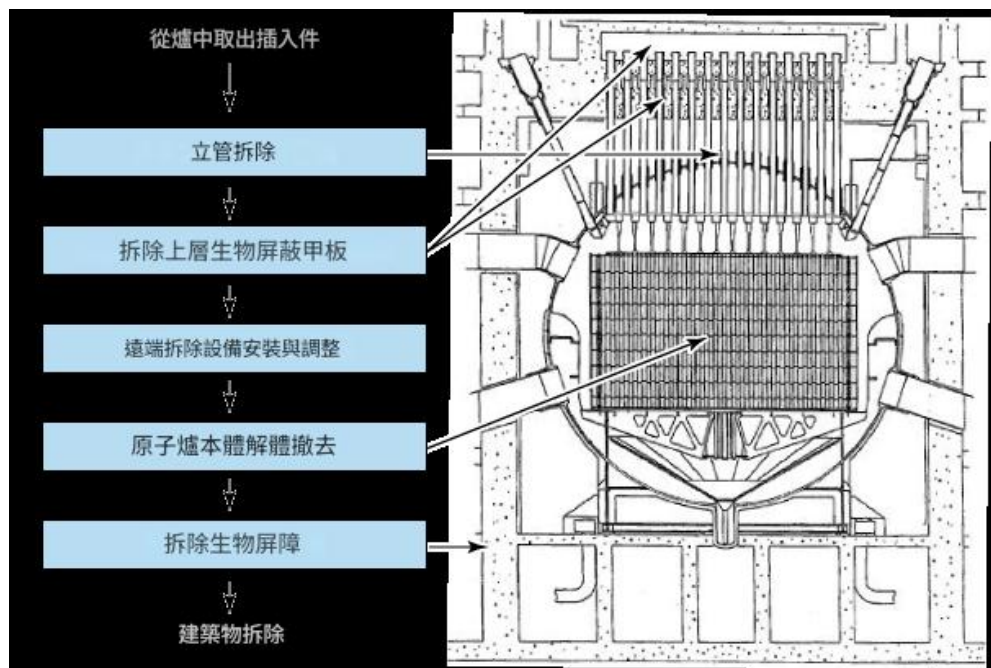 從爐中取出插入件
立管拆除
拆除上層生物屏蔽甲板
遠端拆除設備安裝與調整
原子爐本體解體撤去
拆除生物屏障
建築物拆除